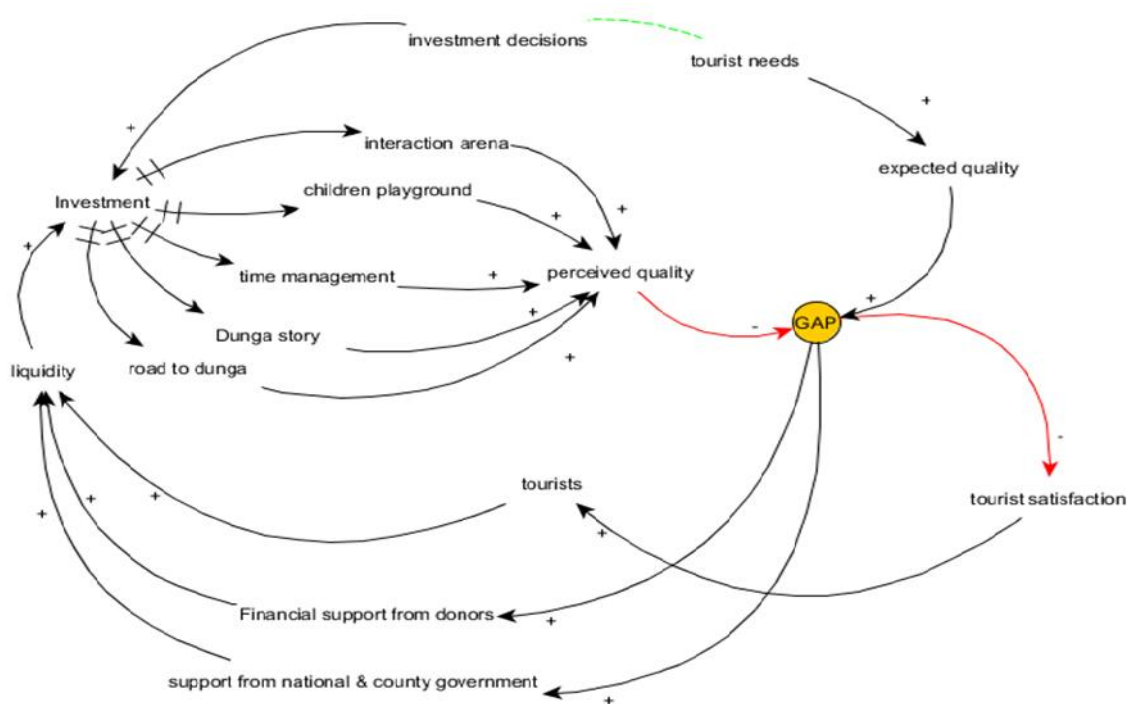 investment decisions
tourist needs
+
+
interaction arena
expected quality
children playground
Investment
+
+
+
time management
+
perceived quality
+
+
-
GAP
Dunga story
road to dunga
+
liquidity
-
tourists
tourist satisfaction
+
+
+
+
Financial support from donors
+
support from national & county government
+